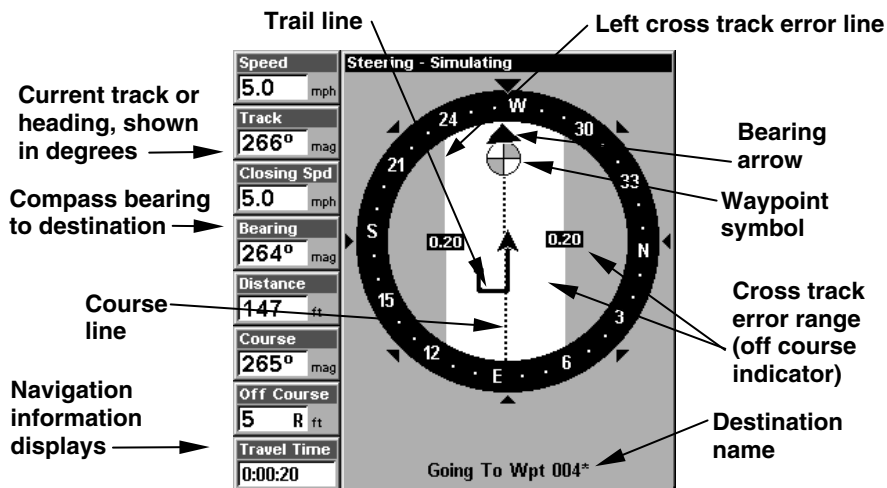 Trail line
Left cross track error line
Current track or
heading, shown
in degrees
Compass bearing
to destination
Course
line
Navigation
information
displays
Speed
5.0 mph
Track
266º mag
Closing Spd
5.0 mph
Bearing
264º mag
Distance
147 ft
Course
265º mag
Off Course
5 R ft
Travel Time
0:00:20
Steering - Simulating
W
24
30
21
33
S
N
15
3
12
6
E
0.20
0.20
Going To Wpt 004*
Bearing
arrow
Waypoint
symbol
Cross track
error range
(off course
indicator)
Destination
name